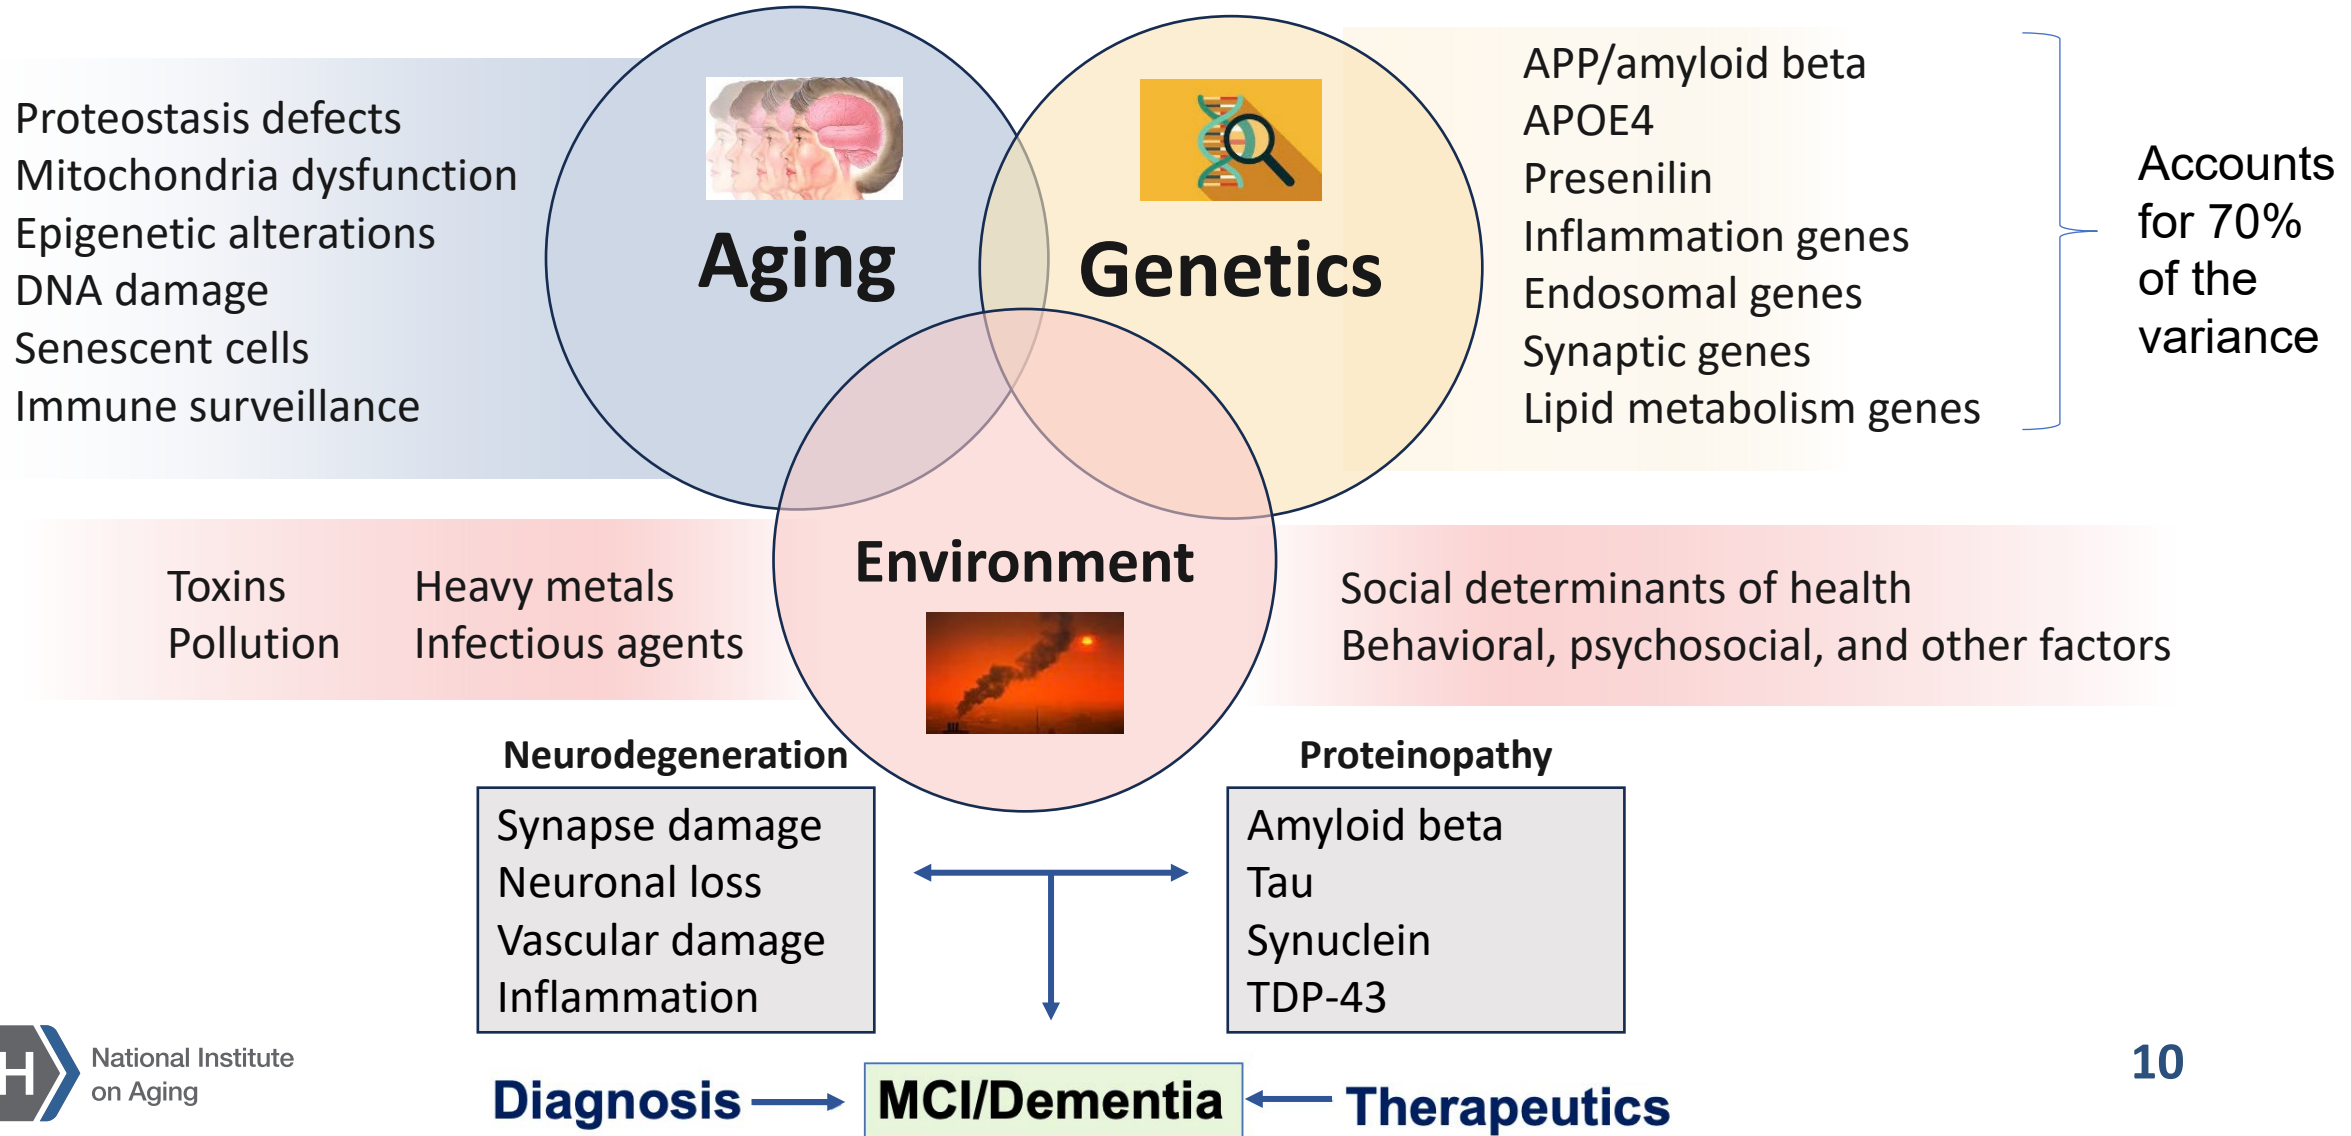 Aging
Proteostasis defects
Mitochondria dysfunction
Epigenetic alterations
DNA damage
Senescent cells
Immune surveillance
Genetics
APP/amyloid beta
APOE4
Presenilin
Inflammation genes
Endosomal genes
Synaptic genes
Lipid metabolism genes
Accounts
for 70%
of the
variance
Environment
Toxins
Pollution
Heavy metals
Infectious agents
Social determinants of health
Behavioral, psychosocial, and other factors
Neurodegeneration
Synapse damage
Neuronal loss
Vascular damage
Inflammation
Proteinopathy
Amyloid beta
Tau
Synuclein
TDP-43
Diagnosis
MCI/Dementia
Therapeutics
H
National Institute
on Aging
10